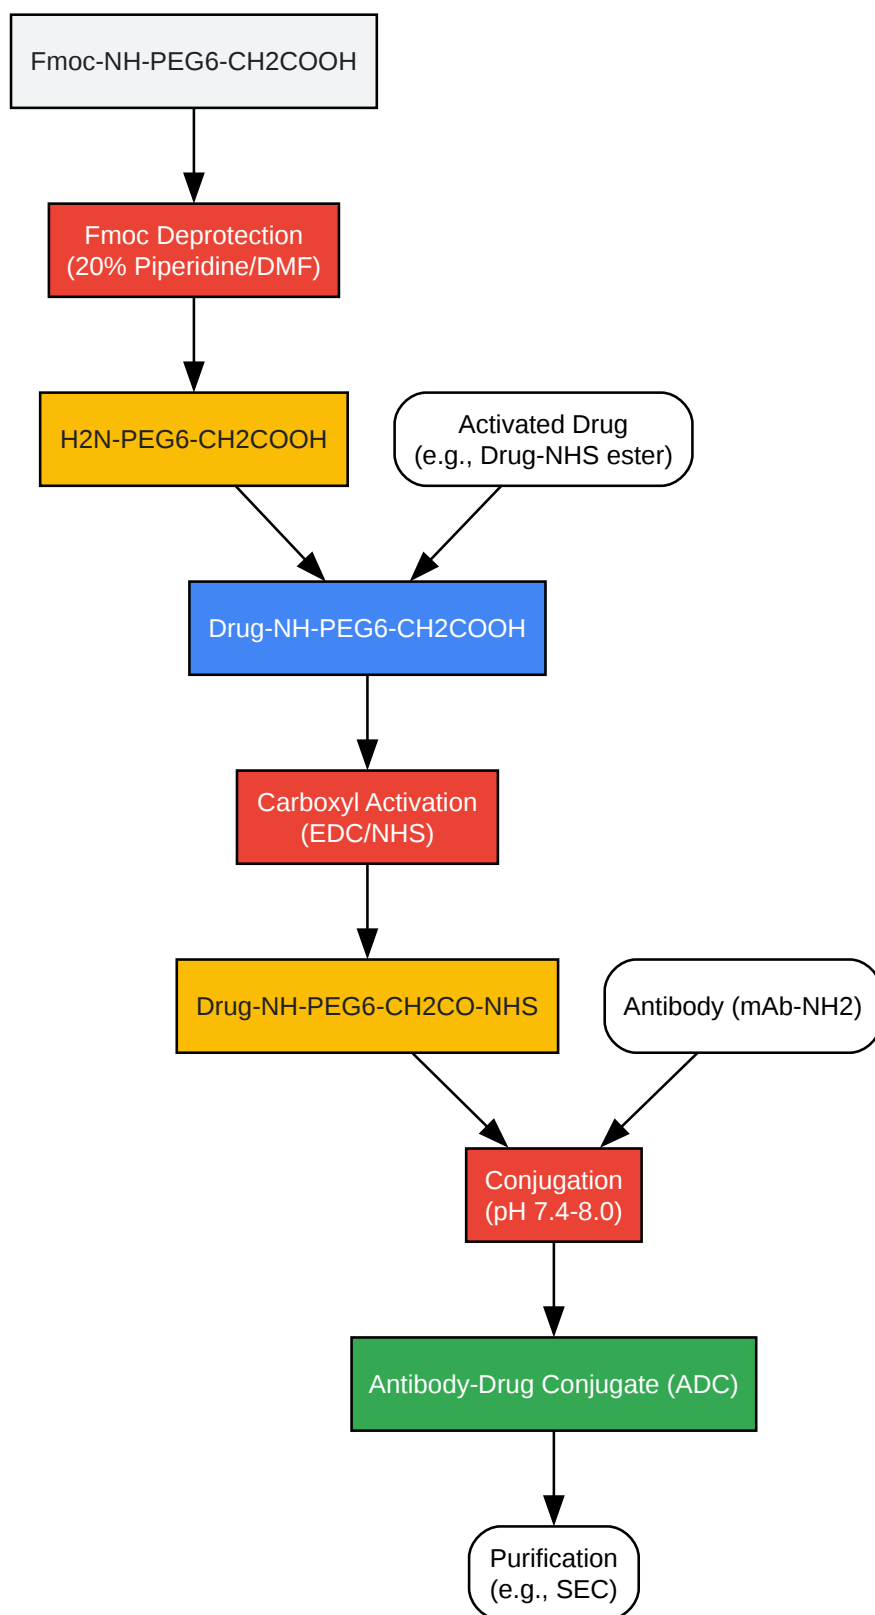 Fmoc-NH-PEG6-CH2COOH
Fmoc Deprotection
(20% Piperidine/DMF)
H2N-PEG6-CH2COOH
Activated Drug
(e.g., Drug-NHS ester)
Drug-NH-PEG6-CH2COOH
Carboxyl Activation
(EDC/NHS)
Drug-NH-PEG6-CH2CO-NHS
Antibody (mAb-NH2)
Conjugation
(pH 7.4-8.0)
Antibody-Drug Conjugate (ADC)
Purification
(e.g., SEC)